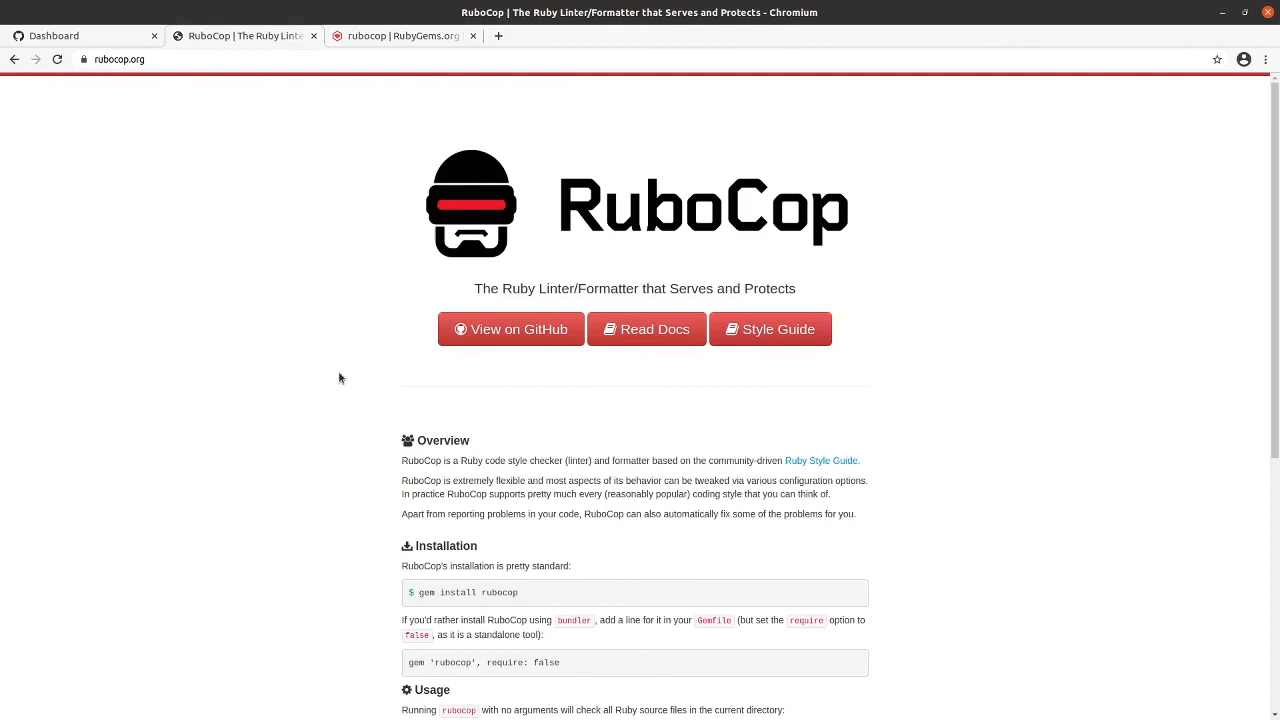 RuboCop | The Ruby Linter/Formatter that Serves and Protects - Chromium
Dashboard
RuboCop | The Ruby Linte
rubocop | RubyGems.org |
rubocop.org
RuboCop
The Ruby Linter/Formatter that Serves and Protects
View on GitHub
Read Docs
Style Guide
Overview
RuboCop is a Ruby code style checker (linter) and formatter based on the community-driven Ruby Style Guide.
RuboCop is extremely flexible and most aspects of its behavior can be tweaked via various configuration options.
In practice RuboCop supports pretty much every (reasonably popular) coding style that you can think of.
Apart from reporting problems in your code, RuboCop can also automatically fix some of the problems for you.
Installation
RuboCop's installation is pretty standard:
$ gem install rubocop
If you'd rather install RuboCop using bundler, add a line for it in your Gemfile (but set the require option to
false, as it is a standalone tool):
gem 'rubocop', require: false
Usage
Running rubocop with no arguments will check all Ruby source files in the current directory: